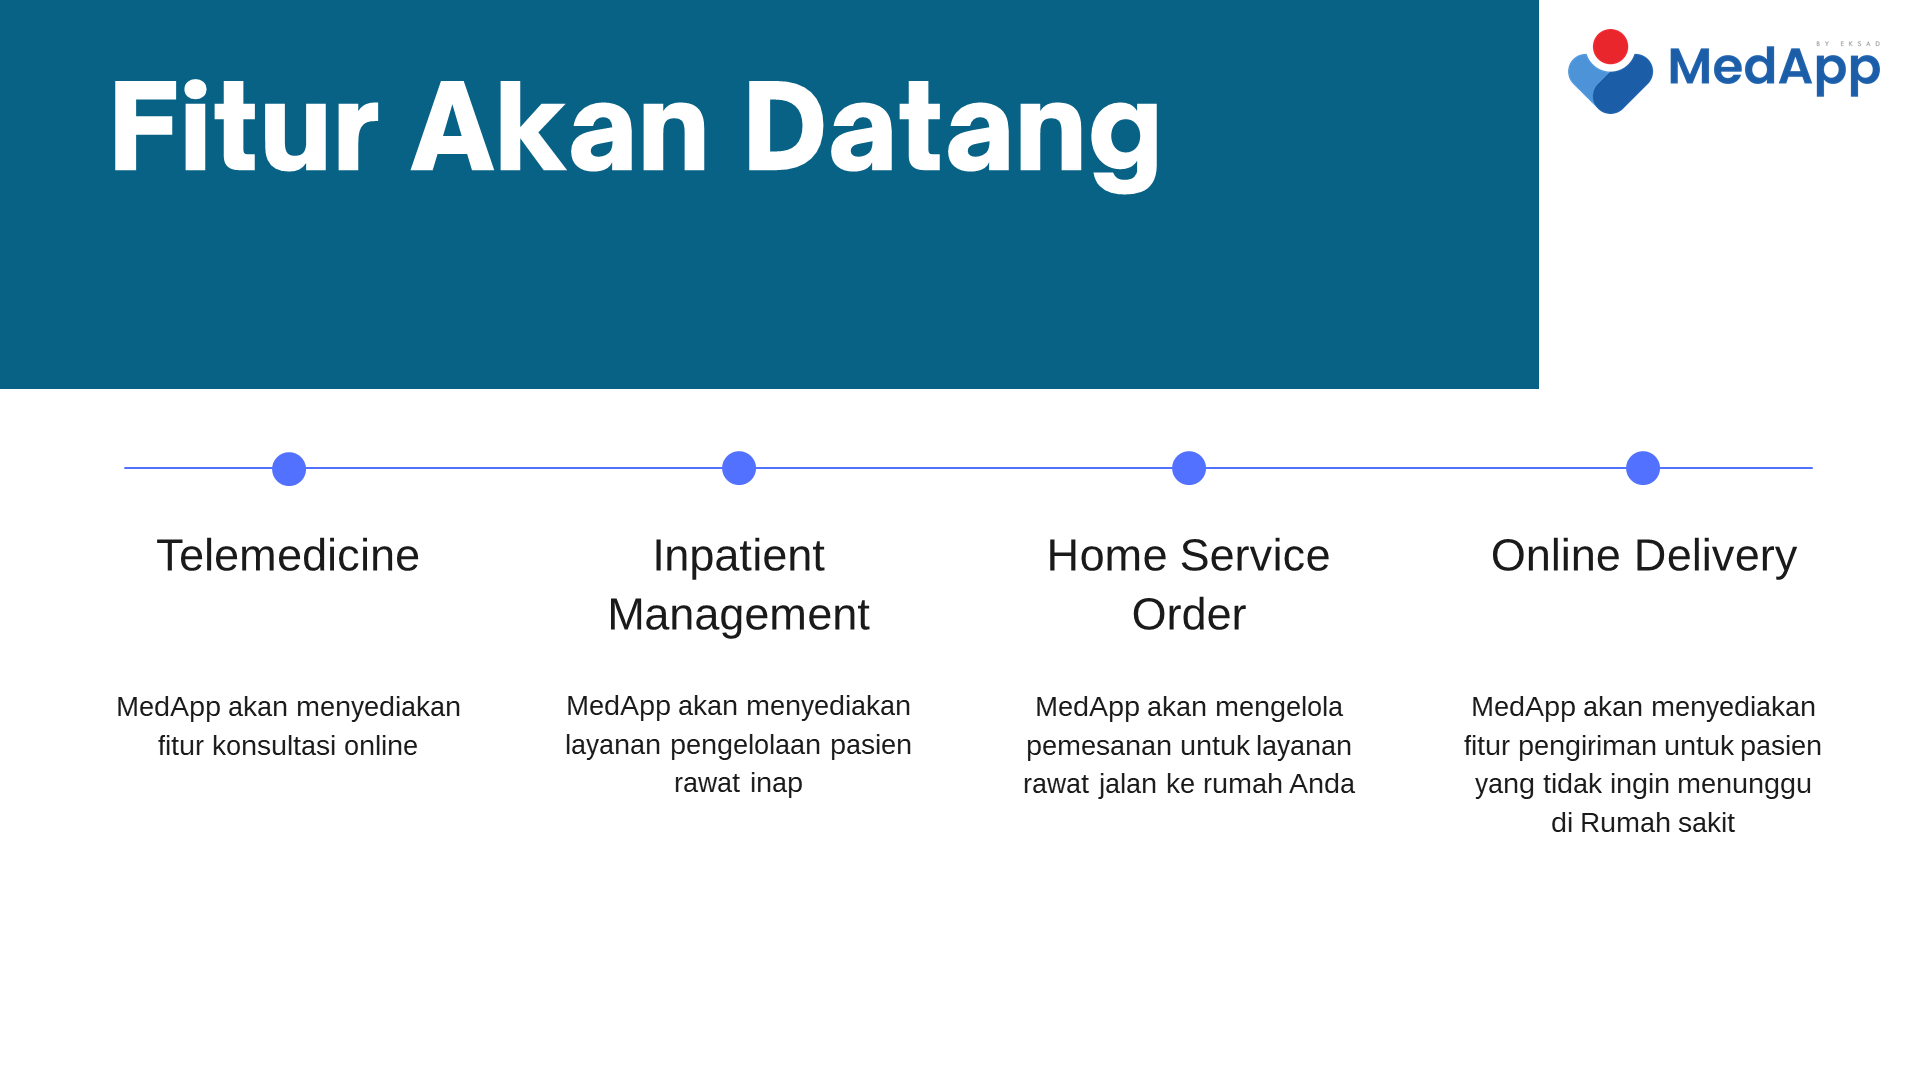 Fitur Akan Datang
BY EKSAD
MedApp
Telemedicine
MedApp akan menyediakan
fitur konsultasi online
Inpatient
Management
MedApp akan menyediakan
layanan pengelolaan pasien
rawat inap
Home Service
Order
MedApp akan mengelola
pemesanan untuk layanan
rawat jalan ke rumah Anda
Online Delivery
MedApp akan menyediakan
fitur pengiriman untuk pasien
yang tidak ingin menunggu
di Rumah sakit